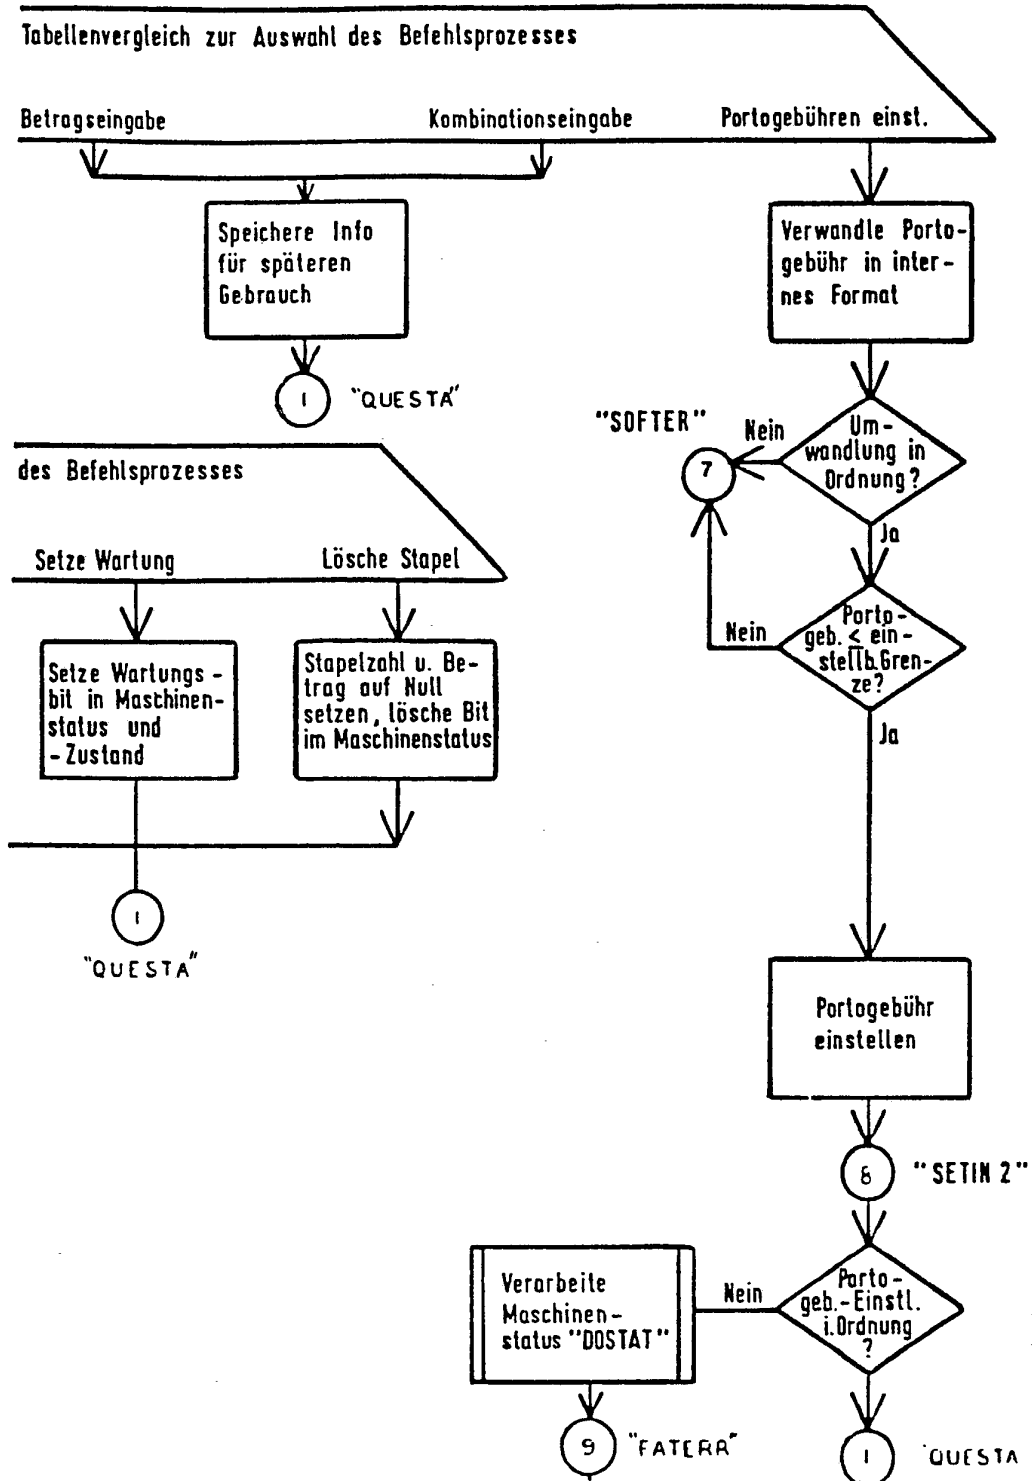 Tabellenvergleich zur Auswahl des Befehlsprozesses
Betragseingabe
Kombinationseingabe
Portogebühren einst.
Speichere Info
für späteren
Gebrauch
Verwandle Porto-
gebühr in inter-
nes Format
1
"QUESTA"
"SOFTER"
Nein
7
Um-
wandlung in
Ordnung?
Ja
des Befehlsprozesses
Setze Wartung
Lösche Stapel
Setze Wartungs-
bit in Maschinen-
status und
-Zustand
Stapelzahl u. Be-
trag auf Null
setzen, lösche Bit
im Maschinenstatus
Nein
Porto-
geb. ≤ ein-
stellb.Gren-
ze?
Ja
1
"QUESTA"
Portogebühr
einstellen
8
"SETIN 2"
Verarbeite
Maschinen-
status "DOSTAT"
Nein
Porto-
geb.-Einstl.
i.Ordnung
?
9
"FATERR"
1
QUESTA